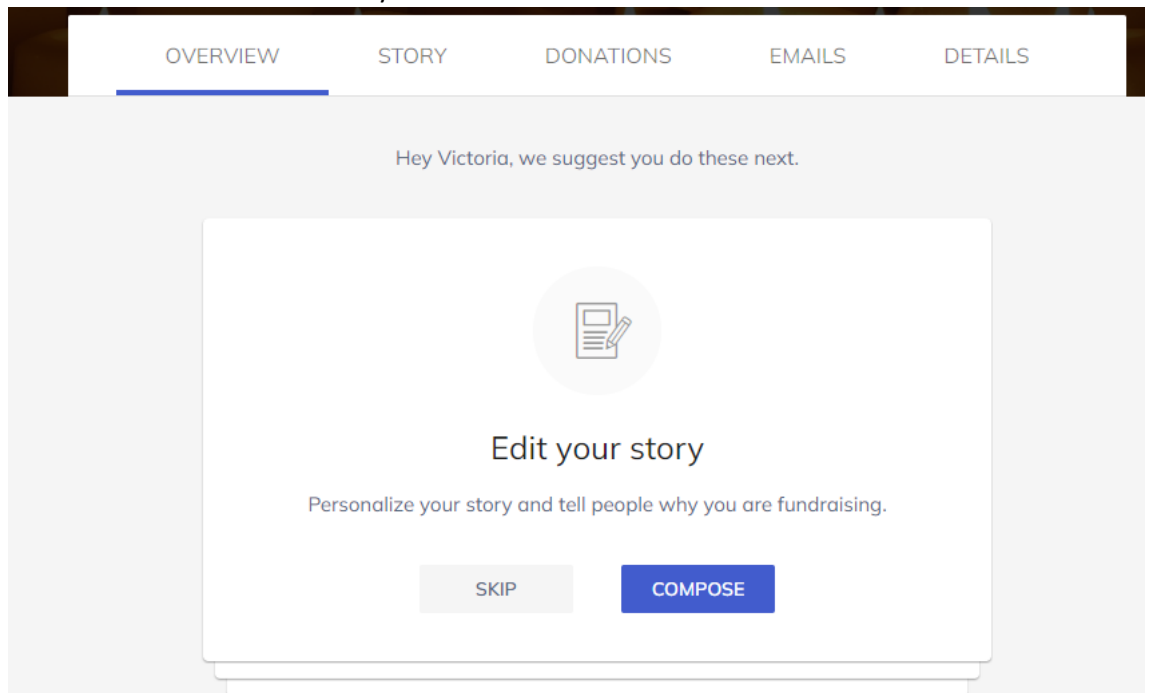 OVERVIEW STORY DONATIONS EMAILS DETAILS
Hey Victoria, we suggest you do these next.
Edit your story
Personalize your story and tell people why you are fundraising.
SKIP COMPOSE